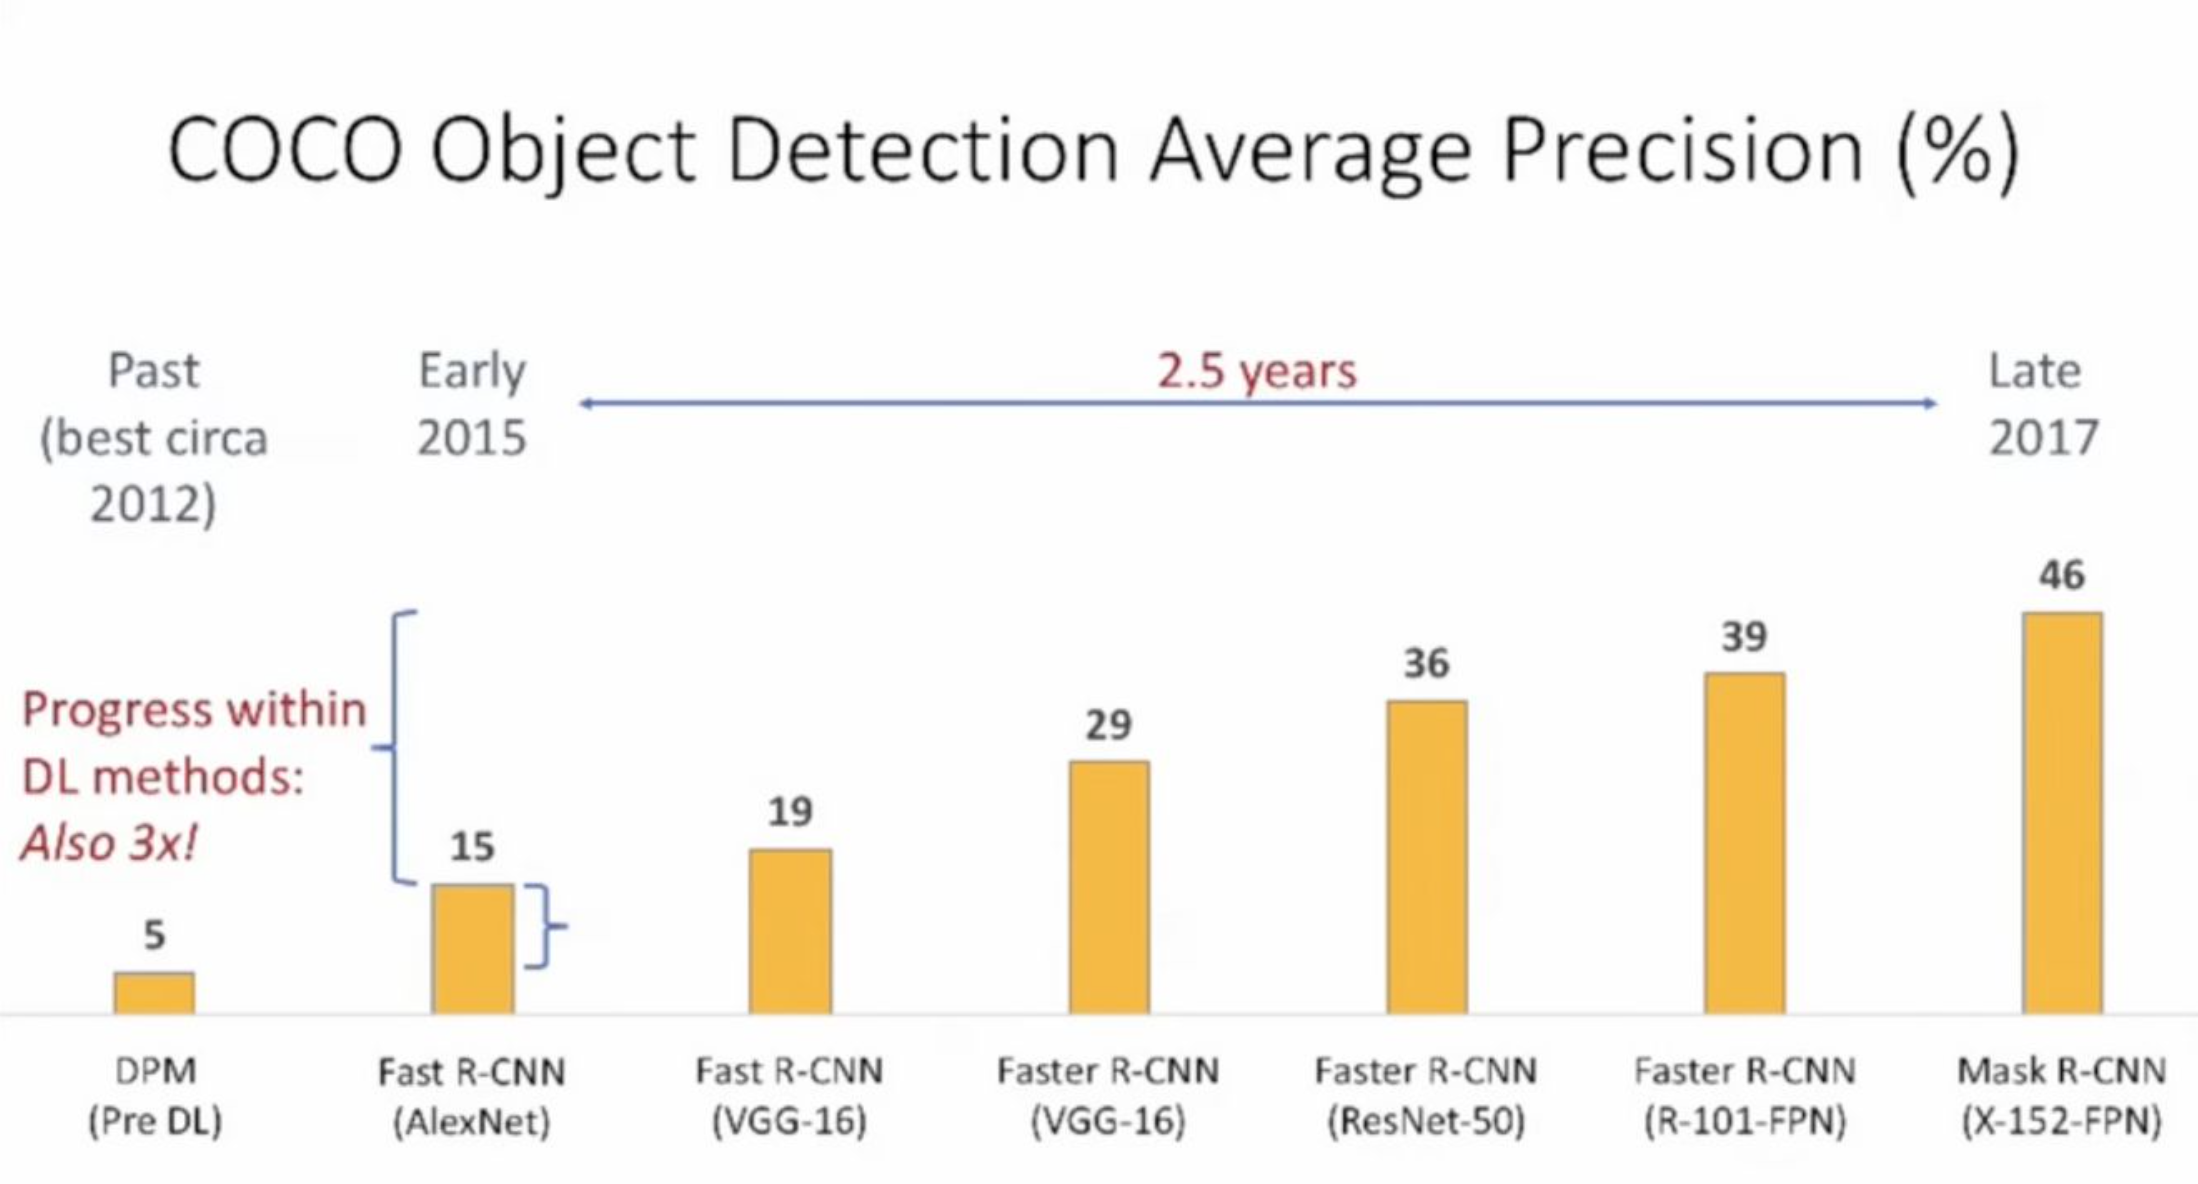 COCO Object Detection Average Precision (%)
Past
(best circa
2012)
Early
2015
2.5 years
Late
2017
Progress within
DL methods:
Also 3x!
5
15
19
29
36
39
46
DPM
(Pre DL)
Fast R-CNN
(AlexNet)
Fast R-CNN
(VGG-16)
Faster R-CNN
(VGG-16)
Faster R-CNN
(ResNet-50)
Faster R-CNN
(R-101-FPN)
Mask R-CNN
(X-152-FPN)